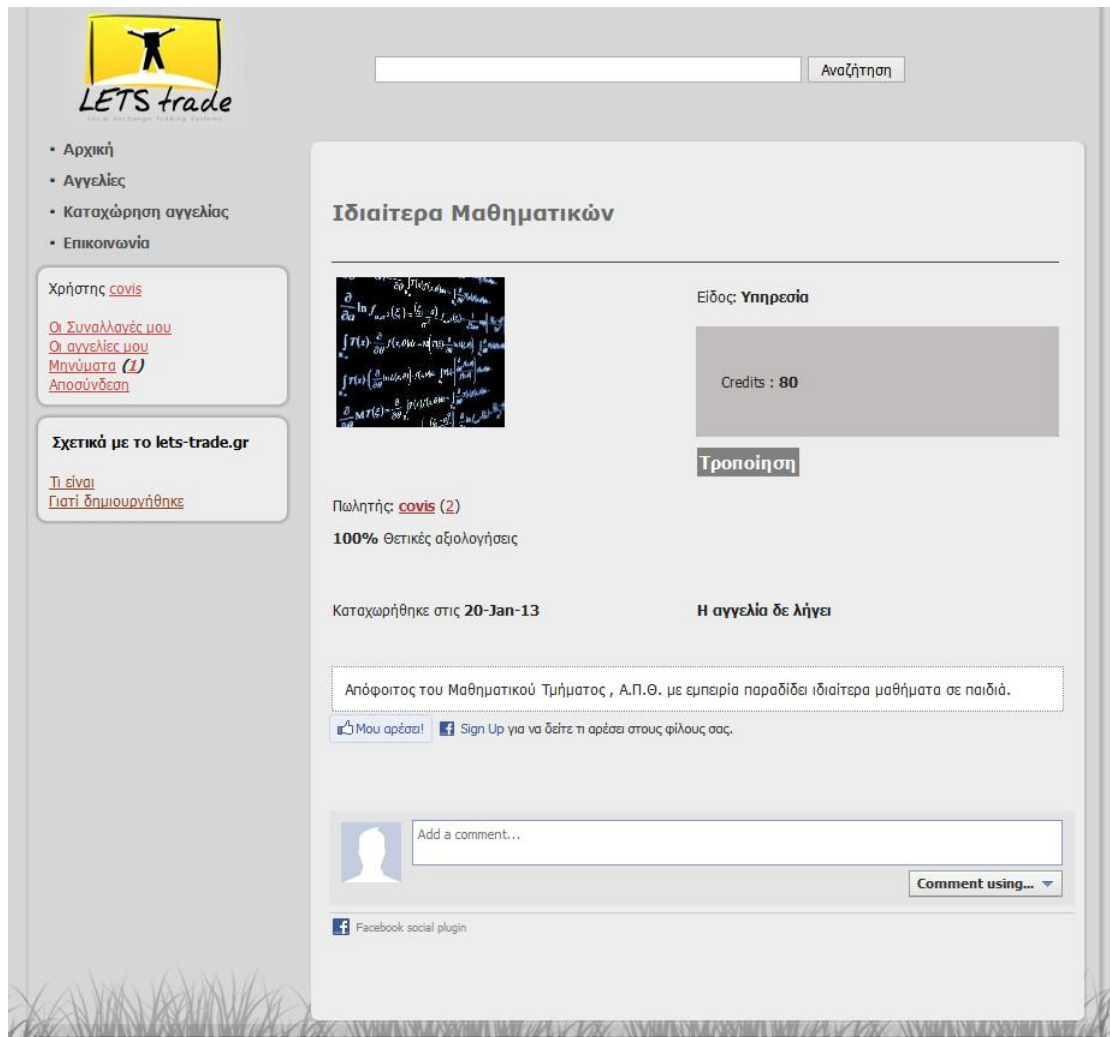 LETS trade
Local Exchange Trading Systems
Αναζήτηση
Αρχική
Αγγελίες
Καταχώρηση αγγελίας
Επικοινωνία
Χρήστης covis
Οι Συναλλαγές μου
Οι αγγελίες μου
Μηνύματα (1)
Αποσύνδεση
Σχετικά με το lets-trade.gr
Τι είναι
Γιατί δημιουργήθηκε
Ιδιαίτερα Μαθηματικών
Είδος: Υπηρεσία
Credits : 80
Τροποίηση
Πωλητής: covis (2)
100% Θετικές αξιολογήσεις
Καταχωρήθηκε στις 20-Jan-13
Η αγγελία δε λήγει
Απόφοιτος του Μαθηματικού Τμήματος , Α.Π.Θ. με εμπειρία παραδίδει ιδιαίτερα μαθήματα σε παιδιά.
Μου αρέσει! Sign Up για να δείτε τι αρέσει στους φίλους σας.
Add a comment...
Comment using...
Facebook social plugin